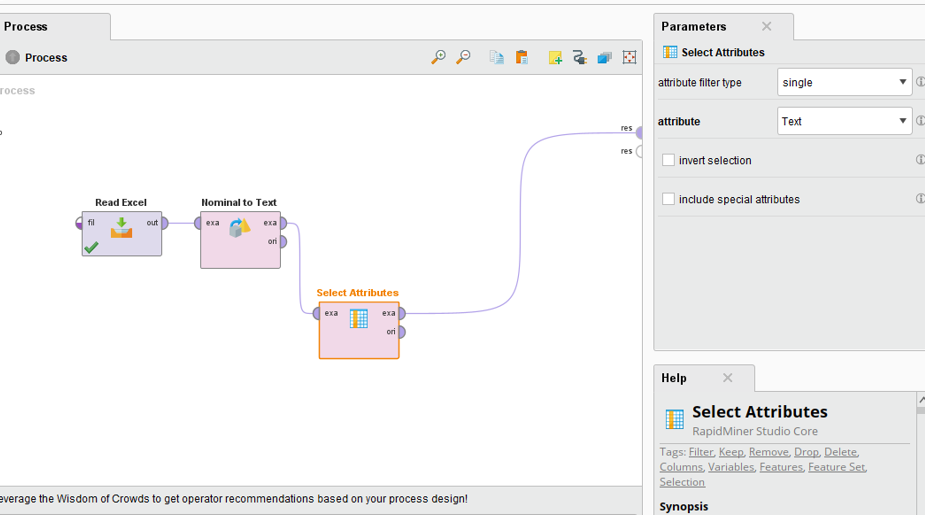 Process
Parameters
Process
Select Attributes
rocess
attribute filter type single
attribute Text
invert selection
include special attributes
res
res
Read Excel
fil out
Nominal to Text
exa exa
ori
Select Attributes
exa exa
ori
Help
Select Attributes
RapidMiner Studio Core
Tags: Filter, Keep, Remove, Drop, Delete,
Columns, Variables, Features, Feature Set,
Selection
Synopsis
everage the Wisdom of Crowds to get operator recommendations based on your process design!